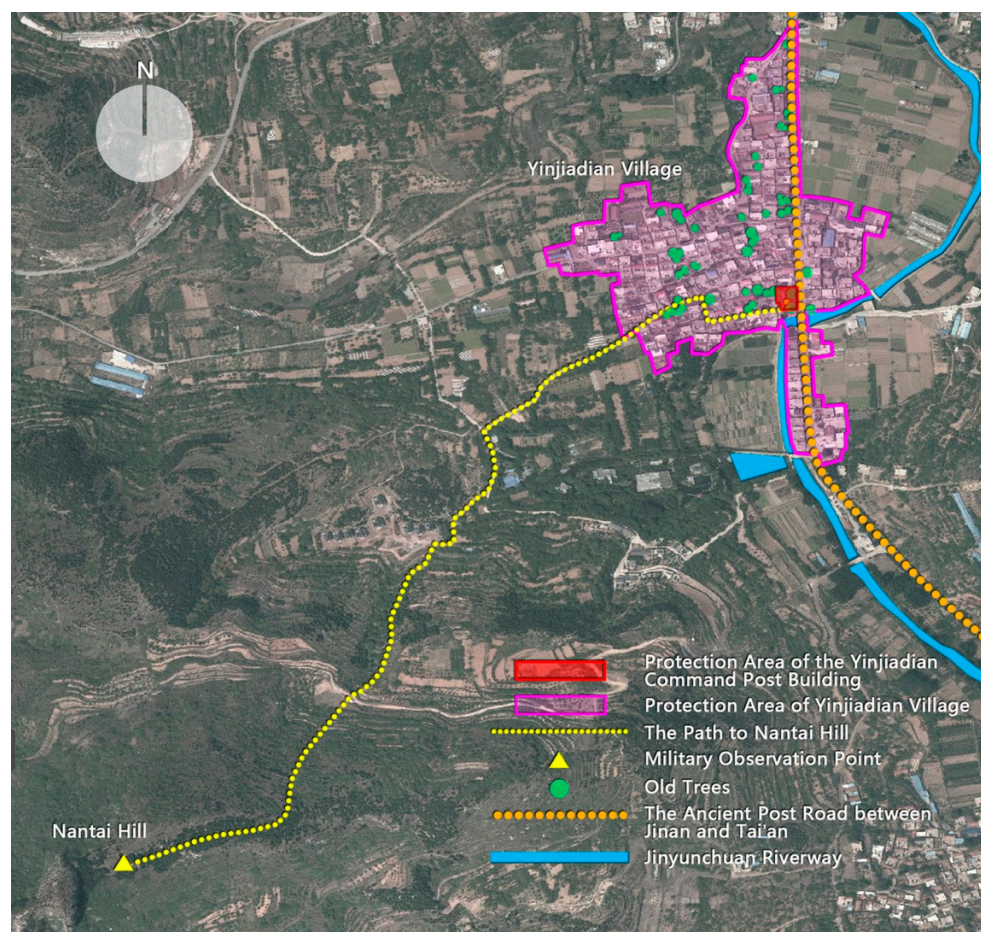 N
Yinjiadian Village
Protection Area of the Yinjiadian
Command Post Building
Protection Area of Yinjiadian Village
The Path to Nantai Hill
Military Observation Point
Old Trees
The Ancient Post Road between
Jinan and Tai'an
Jinyunchuan Riverway
Nantai Hill